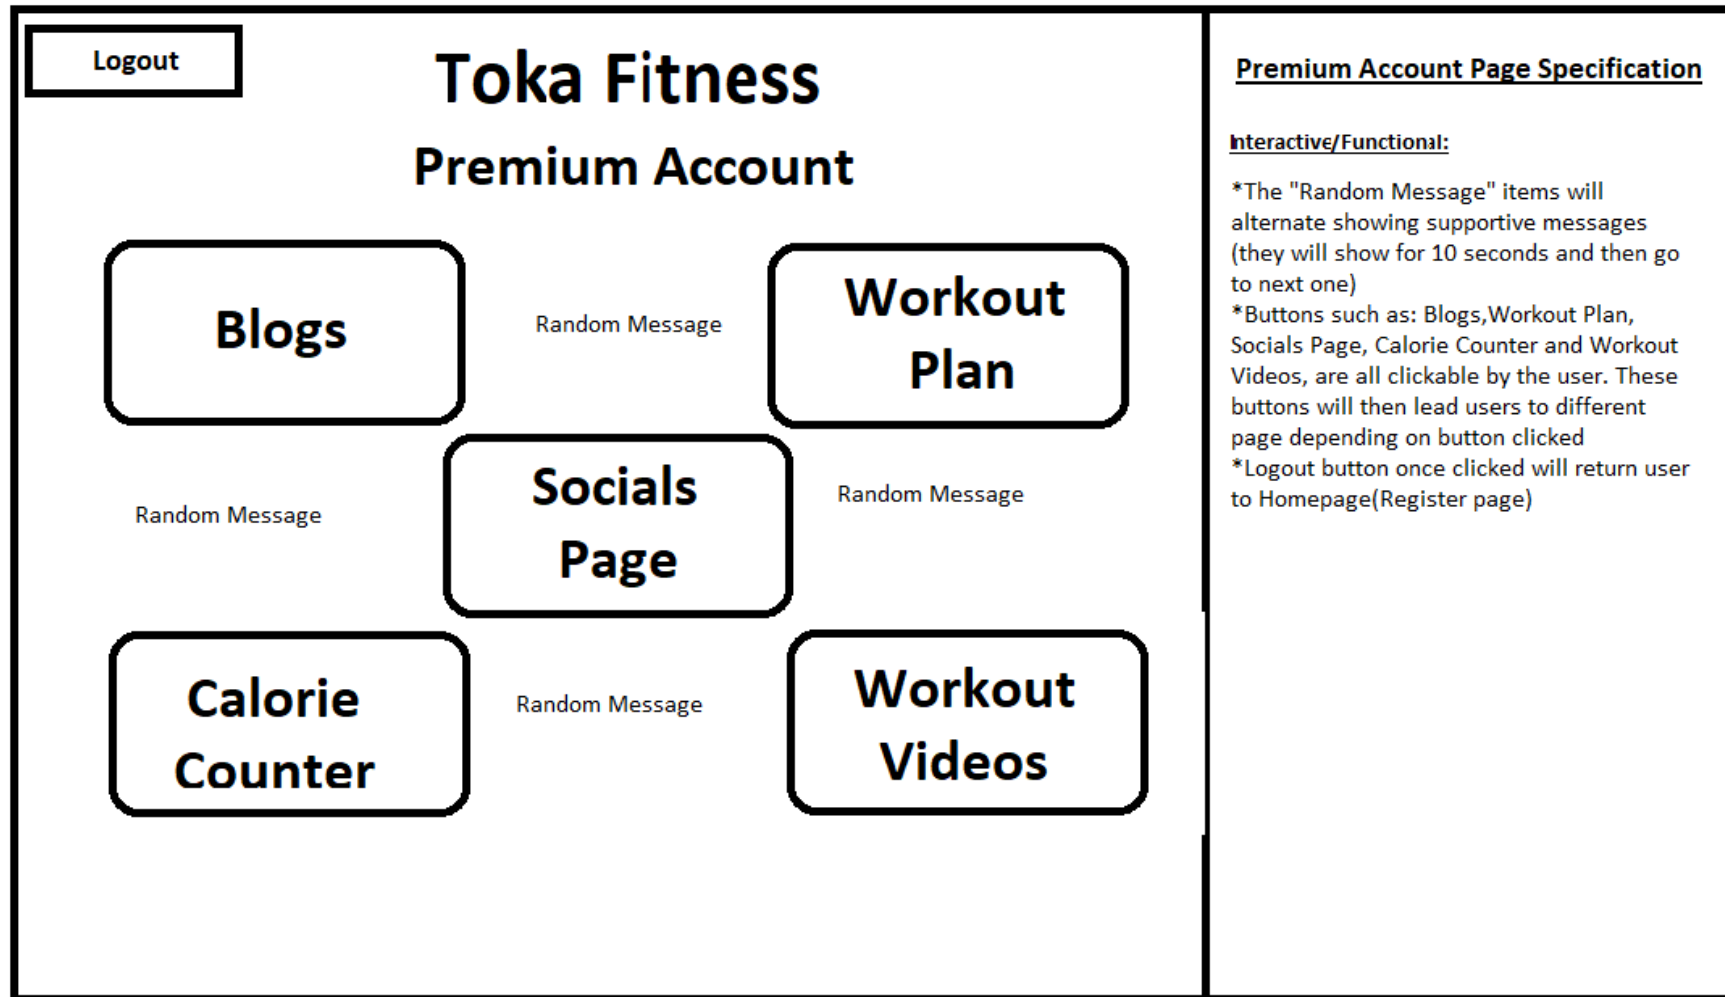 Logout
Toka Fitness
Premium Account
Blogs
Random Message
Workout
Plan
Random Message
Socials
Page
Random Message
Calorie
Counter
Random Message
Workout
Videos
Premium Account Page Specification
Interactive/Functional:
*The "Random Message" items will
alternate showing supportive messages
(they will show for 10 seconds and then go
to next one)
*Buttons such as: Blogs,Workout Plan,
Socials Page, Calorie Counter and Workout
Videos, are all clickable by the user. These
buttons will then lead users to different
page depending on button clicked
*Logout button once clicked will return user
to Homepage(Register page)